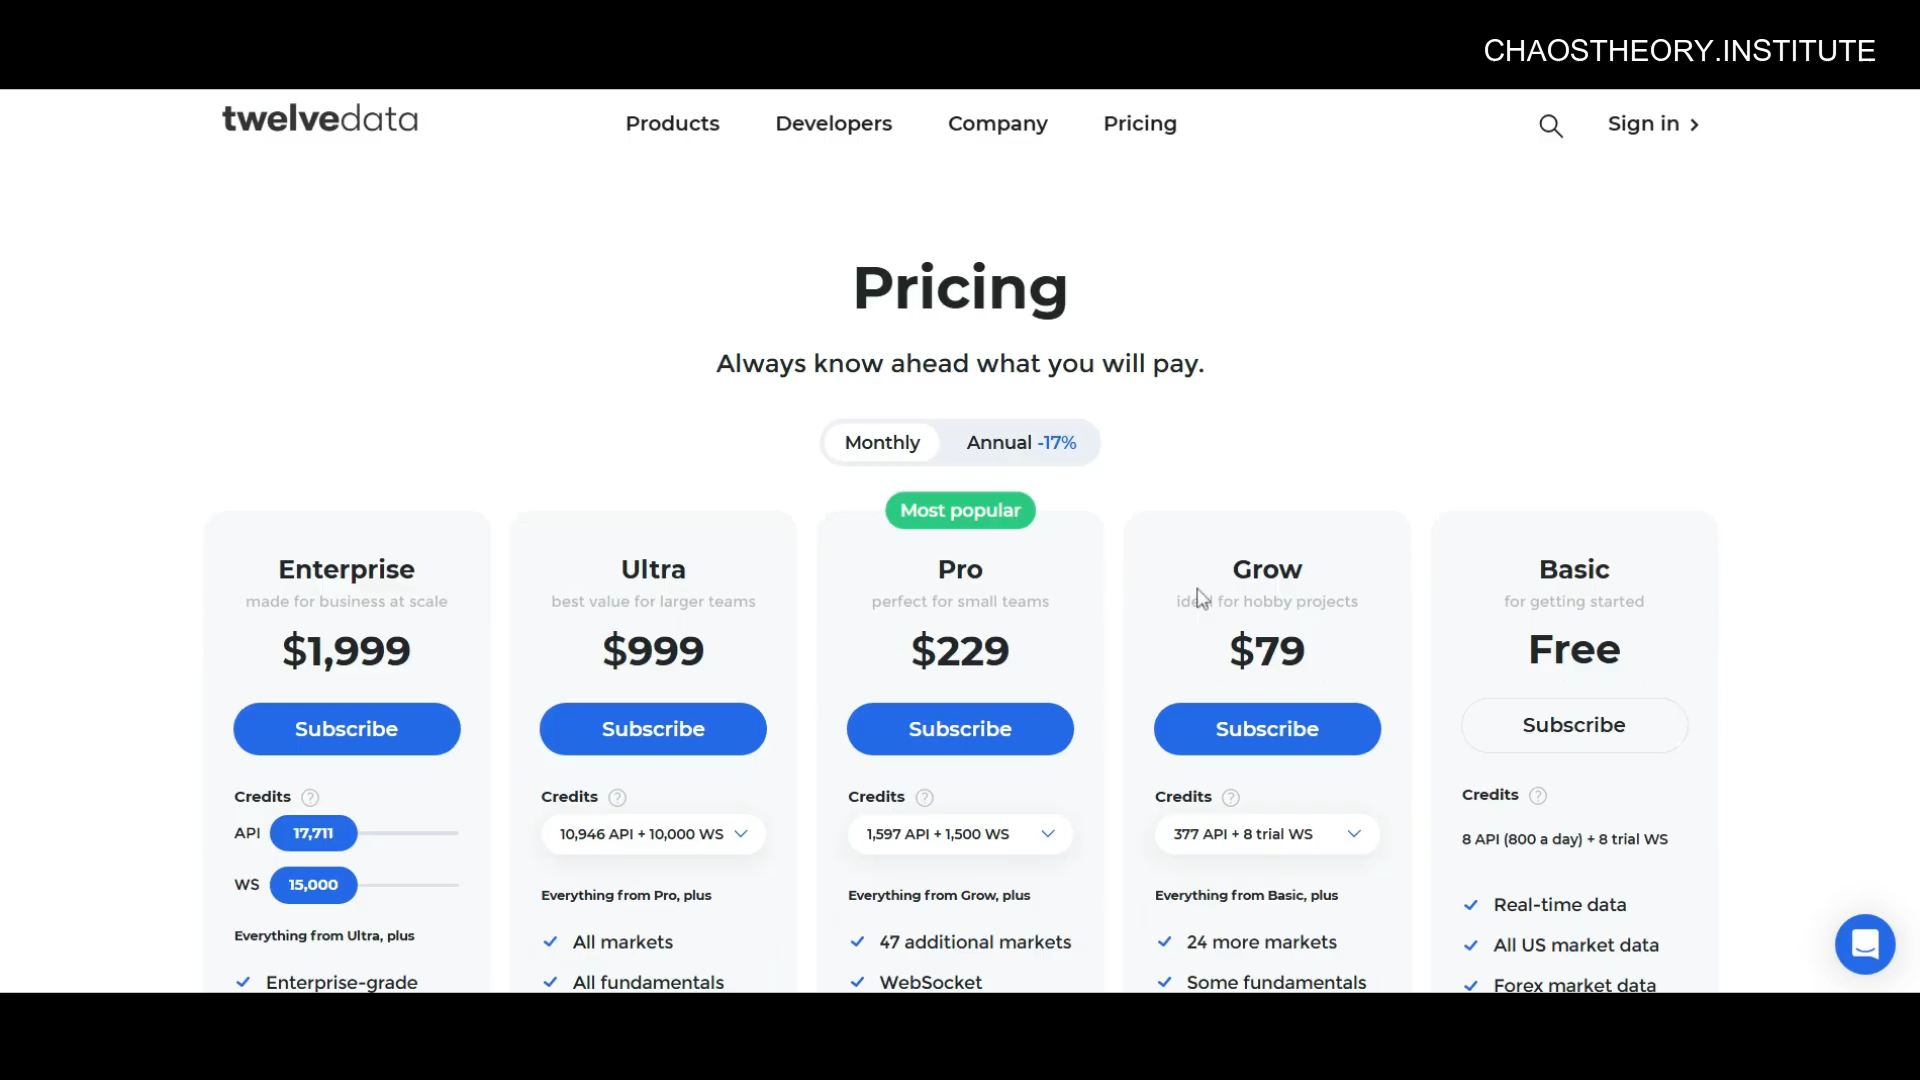 CHAOSTHEORY.INSTITUTE
twelvedata
Products
Developers
Company
Pricing
Sign in
Pricing
Always know ahead what you will pay.
Monthly
Annual -17%
Most popular
Enterprise
made for business at scale
$1,999
Subscribe
Credits ?
API 17,711
WS 15,000
Everything from Ultra, plus
Enterprise-grade
Ultra
best value for larger teams
$999
Subscribe
Credits ?
10,946 API + 10,000 WS
Everything from Pro, plus
All markets
All fundamentals
Pro
perfect for small teams
$229
Subscribe
Credits ?
1,597 API + 1,500 WS
Everything from Grow, plus
47 additional markets
WebSocket
Grow
for hobby projects
$79
Subscribe
Credits ?
377 API + 8 trial WS
Everything from Basic, plus
24 more markets
Some fundamentals
Basic
for getting started
Free
Subscribe
Credits ?
8 API (800 a day) + 8 trial WS
Real-time data
All US market data
Forex market data